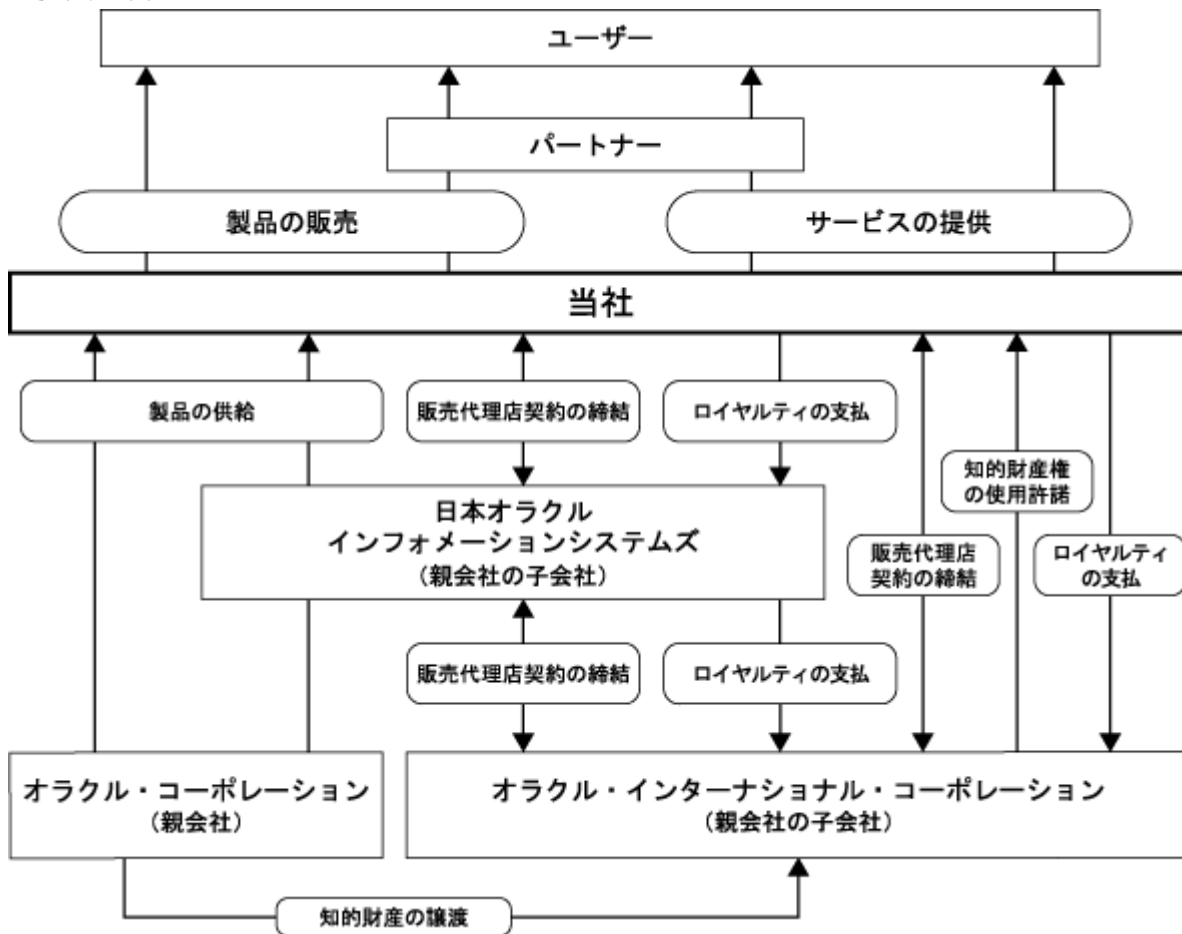 ユーザー
パートナー
製品の販売
サービスの提供
当社
製品の供給
販売代理店契約の締結
ロイヤルティの支払
知的財産権
の使用許諾
日本オラクル
インフォメーションシステムズ
(親会社の子会社)
販売代理店
契約の締結
ロイヤルティ
の支払
販売代理店契約の締結
ロイヤルティの支払
オラクル・コーポレーション
(親会社)
オラクル・インターナショナル・コーポレーション
(親会社の子会社)
知的財産の譲渡